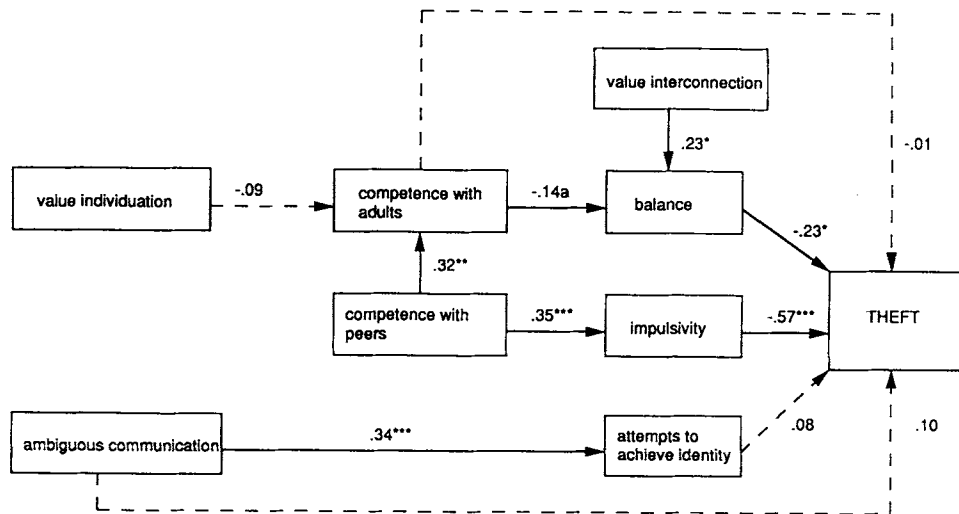 value interconnection
.23*
-.01
value individuation
-.09
competence with
adults
-.14a
balance
-.23*
.32**
competence with
peers
.35***
impulsivity
-.57***
THEFT
ambiguous communication
.34***
attempts to
achieve identity
.08
.10